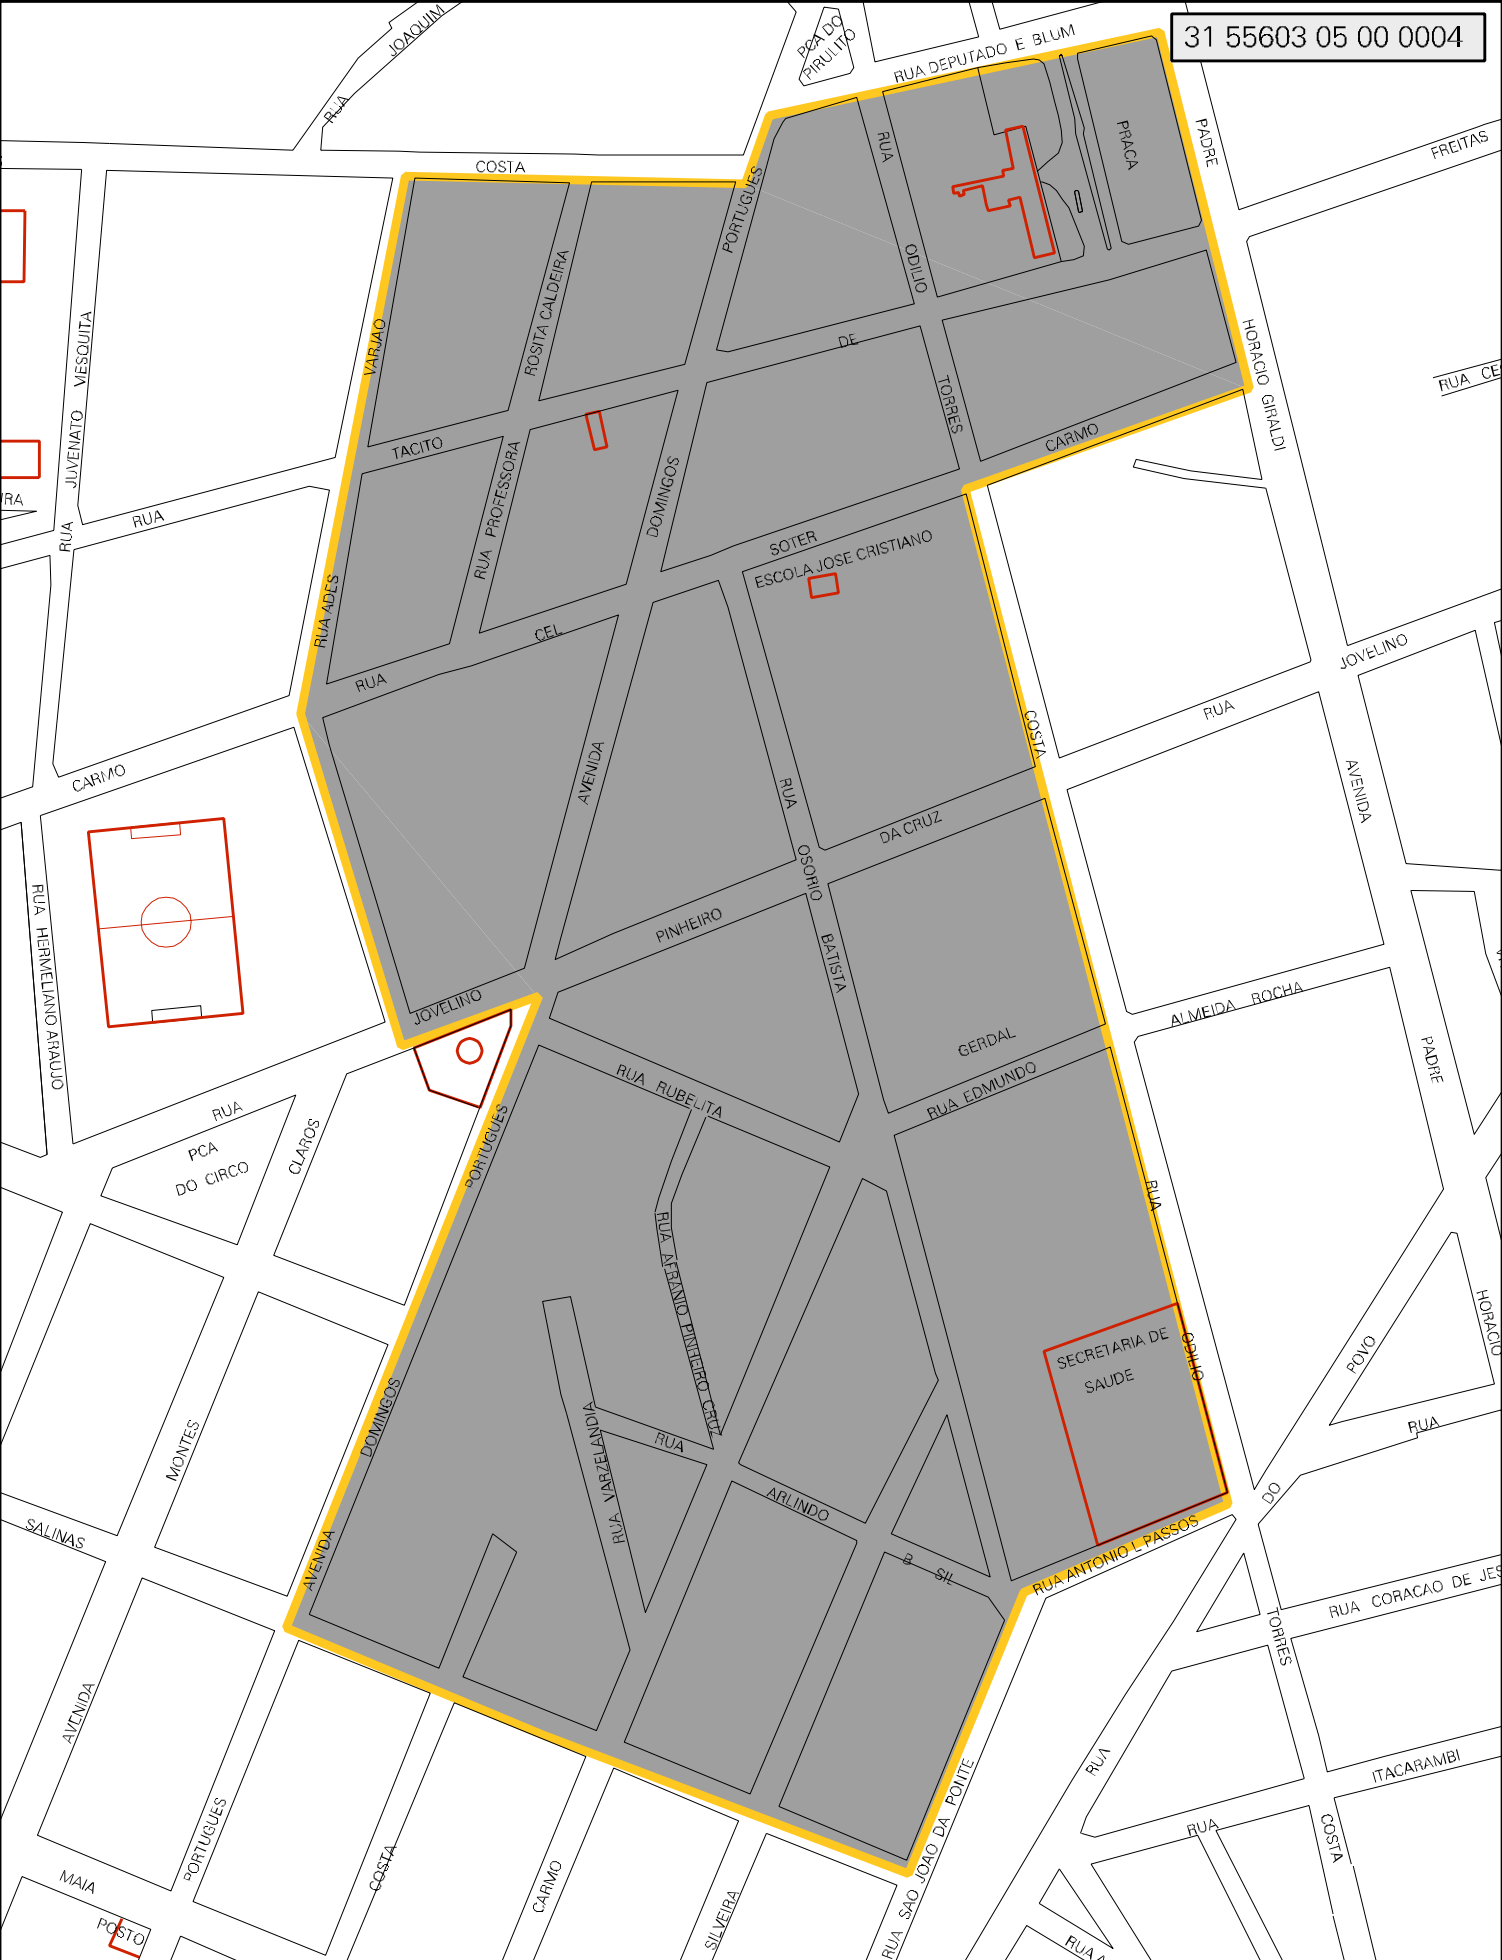 31 55603 05 00 0004
JOAQUIM
RUA
PCA DO
PIRULITO
RUA DEPUTADO E BLUM
PADRE
FREITAS
COSTA
PORTUGUES
RUA
PRACA
ODILIO
ROSITA CALDEIRA
VARJAO
JUVENATO MESQUITA
DE
HORACIO GIRALDI
TORRES
CARMO
TACITO
RUA PROFESSORA
DOMINGOS
SOTER
ESCOLA JOSE CRISTIANO
RUA
RUA
RUA ADES
CEL
RUA
JOVELINO
RUA
COSTA
CARMO
AVENIDA
RUA
DA CRUZ
AVENIDA
OSORIO
RUA HERMELIANO ARAUJO
PINHEIRO
BATISTA
JOVELINO
ALMEIDA ROCHA
GERDAL
PADRE
RUA RUBELITA
RUA EDMUNDO
RUA
PCA
DO CIRCO
CLAROS
PORTUGUES
RUA
RUA AFRANIO PINHEIRO CRUZ
HORACIO
SECRETARIA DE
SAUDE
ODILIO
POVO
DOMINGOS
MONTES
RUA VARZELANDIA
RUA
RUA
ARLINDO
DO
SALINAS
AVENIDA
B SIL
RUA ANTONIO L PASSOS
RUA CORACAO DE JES
TORRES
AVENIDA
RUA
ITACARAMBI
PORTUGUES
COSTA
CARMO
SILVEIRA
RUA SAO JOAO DA PONTE
RUA
COSTA
MAIA
POSTO
RUA A